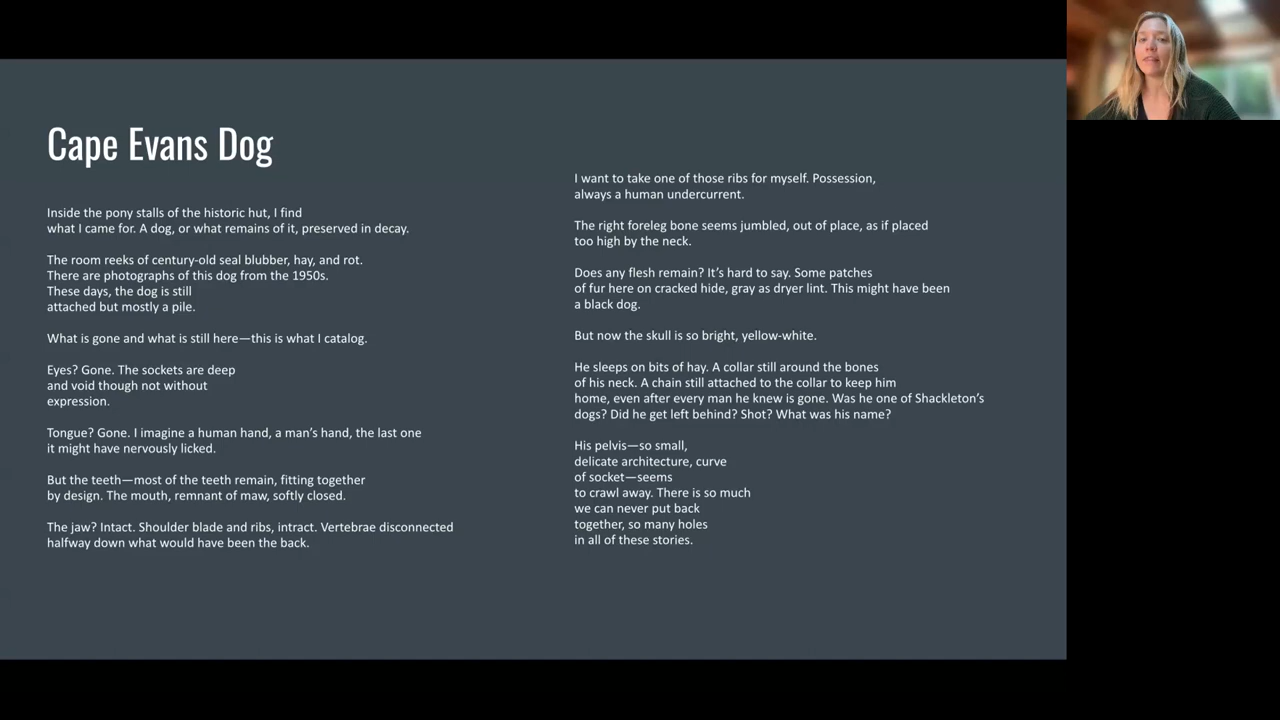 Cape Evans Dog
Inside the pony stalls of the historic hut, I find
what I came for. A dog, or what remains of it, preserved in decay.
The room reeks of century-old seal blubber, hay, and rot.
There are photographs of this dog from the 1950s.
These days, the dog is still
attached but mostly a pile.
What is gone and what is still here—this is what I catalog.
Eyes? Gone. The sockets are deep
and void though not without
expression.
Tongue? Gone. I imagine a human hand, a man’s hand, the last one
it might have nervously licked.
But the teeth—most of the teeth remain, fitting together
by design. The mouth, remnant of maw, softly closed.
The jaw? Intact. Shoulder blade and ribs, intract. Vertebrae disconnected
halfway down what would have been the back.
I want to take one of those ribs for myself. Possession,
always a human undercurrent.
The right foreleg bone seems jumbled, out of place, as if placed
too high by the neck.
Does any flesh remain? It’s hard to say. Some patches
of fur here on cracked hide, gray as dryer lint. This might have been
a black dog.
But now the skull is so bright, yellow-white.
He sleeps on bits of hay. A collar still around the bones
of his neck. A chain still attached to the collar to keep him
home, even after every man he knew is gone. Was he one of Shackleton’s
dogs? Did he get left behind? Shot? What was his name?
His pelvis—so small,
delicate architecture, curve
of socket—seems
to crawl away. There is so much
we can never put back
together, so many holes
in all of these stories.